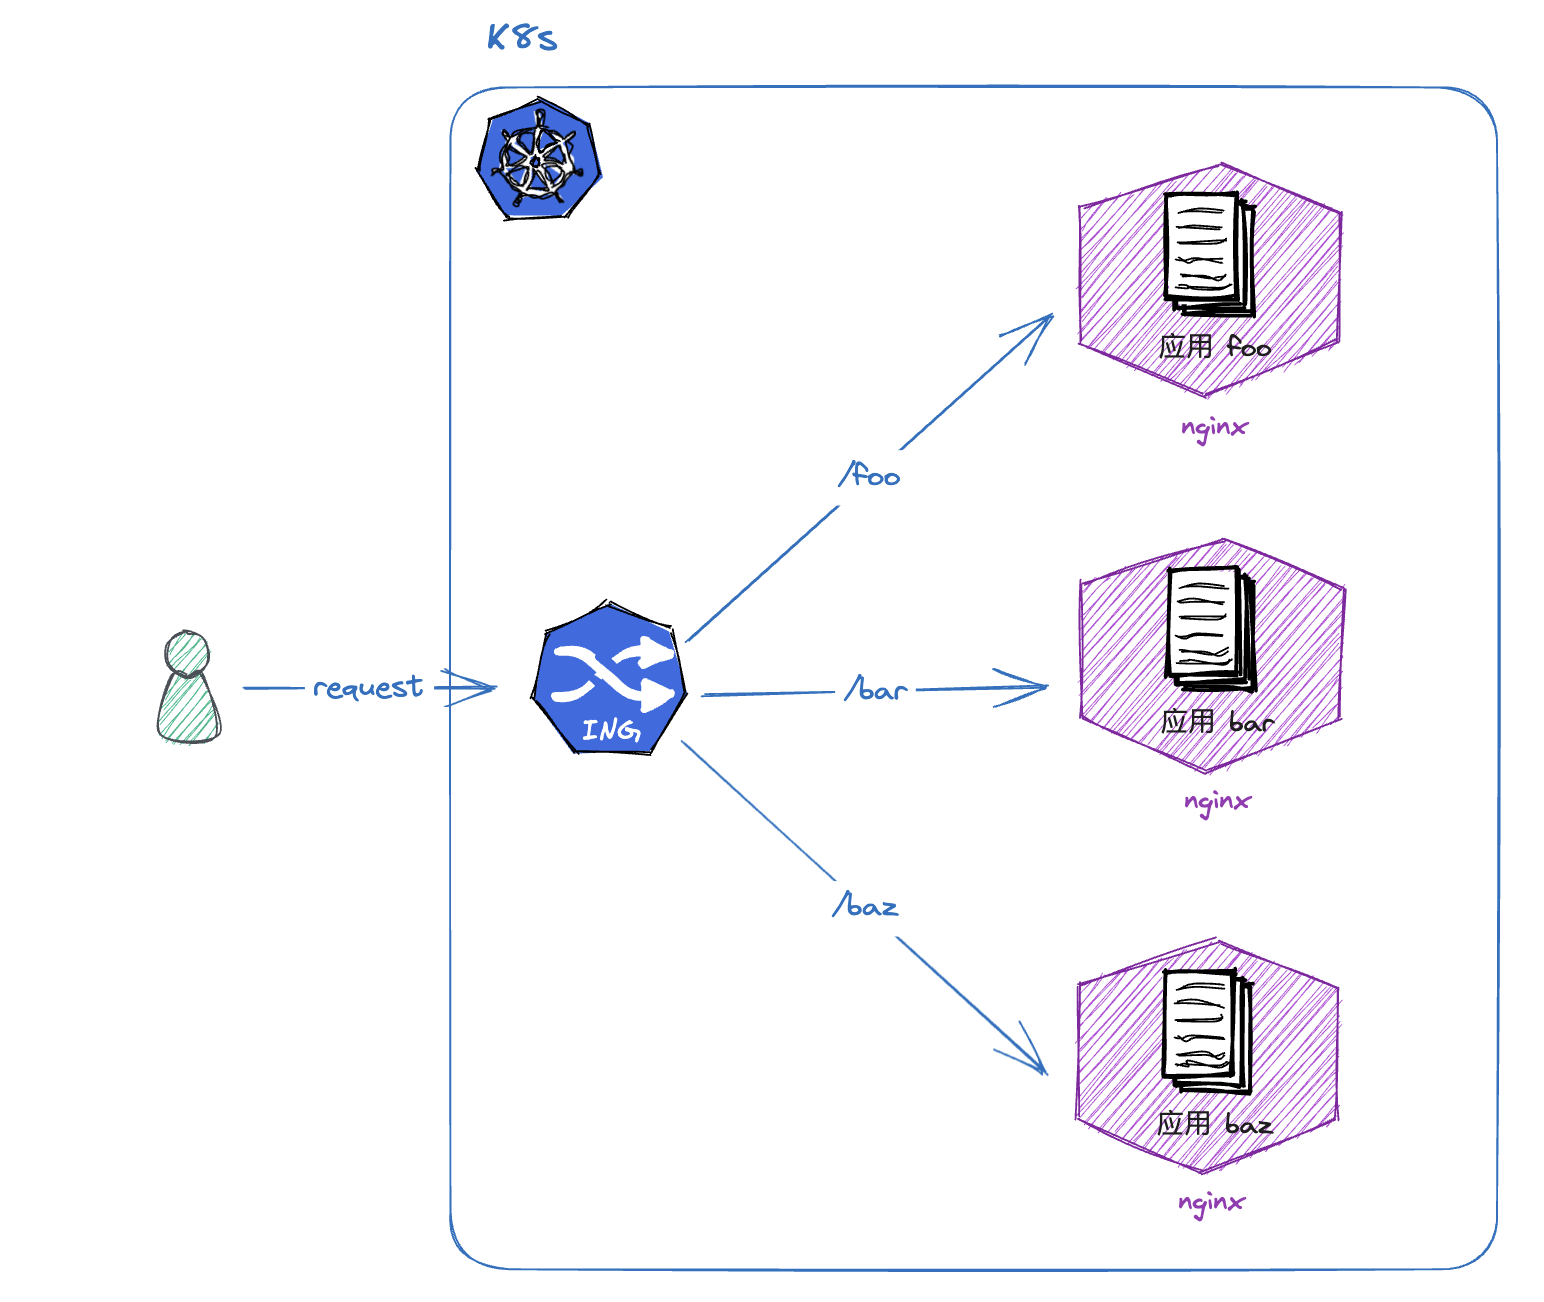 K8s
应用 foo
nginx
/foo
request
ING
/bar
应用 bar
nginx
/baz
应用 baz
nginx